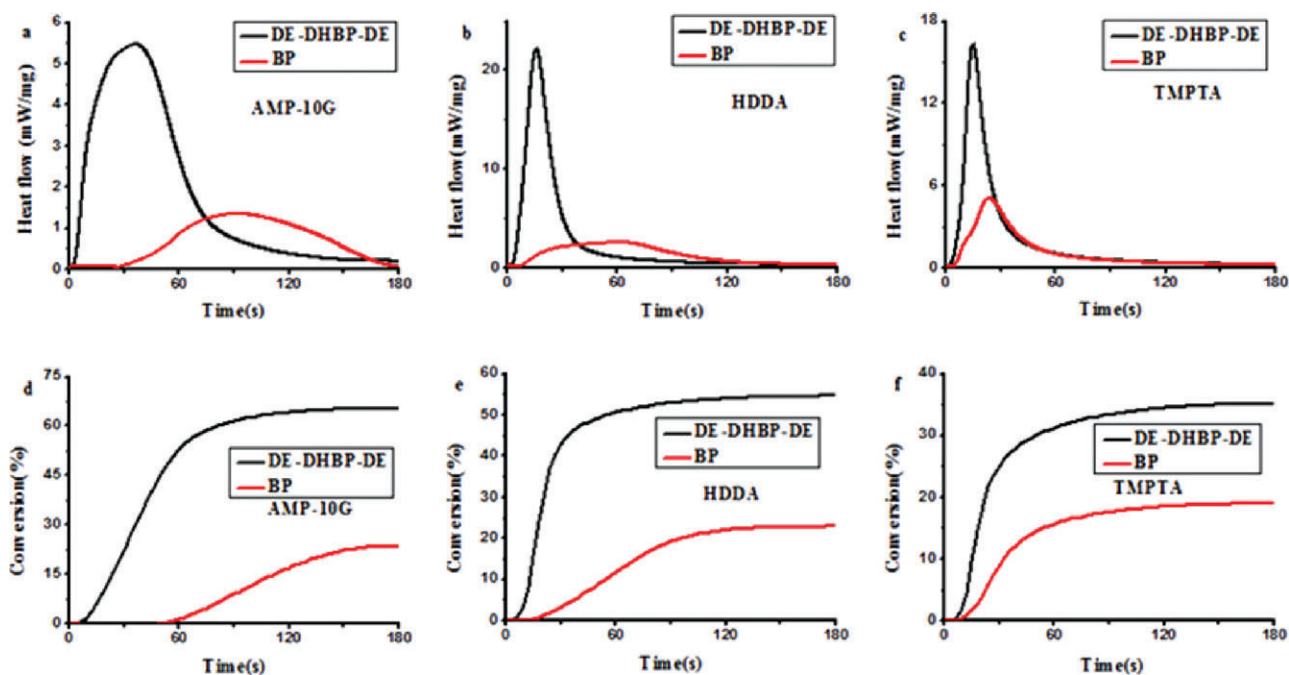 a
DE-DHBP-DE
BP
AMP-10G
Heat flow (mW/mg)
6
5
4
3
2
1
0
0
60
120
180
Time(s)
b
DE-DHBP-DE
BP
HDDA
Heat flow(mW/mg)
20
10
0
0
60
120
180
Time(s)
c
DE-DHBP-DE
BP
TMPTA
Heat flow(mW/mg)
18
12
6
0
0
60
120
180
Time(s)
d
DE-DHBP-DE
BP
AMP-10G
Conversion(%)
75
60
45
30
15
0
0
60
120
180
Time(s)
e
DE-DHBP-DE
BP
HDDA
Conversion(%)
60
50
40
30
20
10
0
0
60
120
180
Time(s)
f
DE-DHBP-DE
BP
TMPTA
Conversion(%)
40
30
20
10
0
0
60
120
180
Time(s)